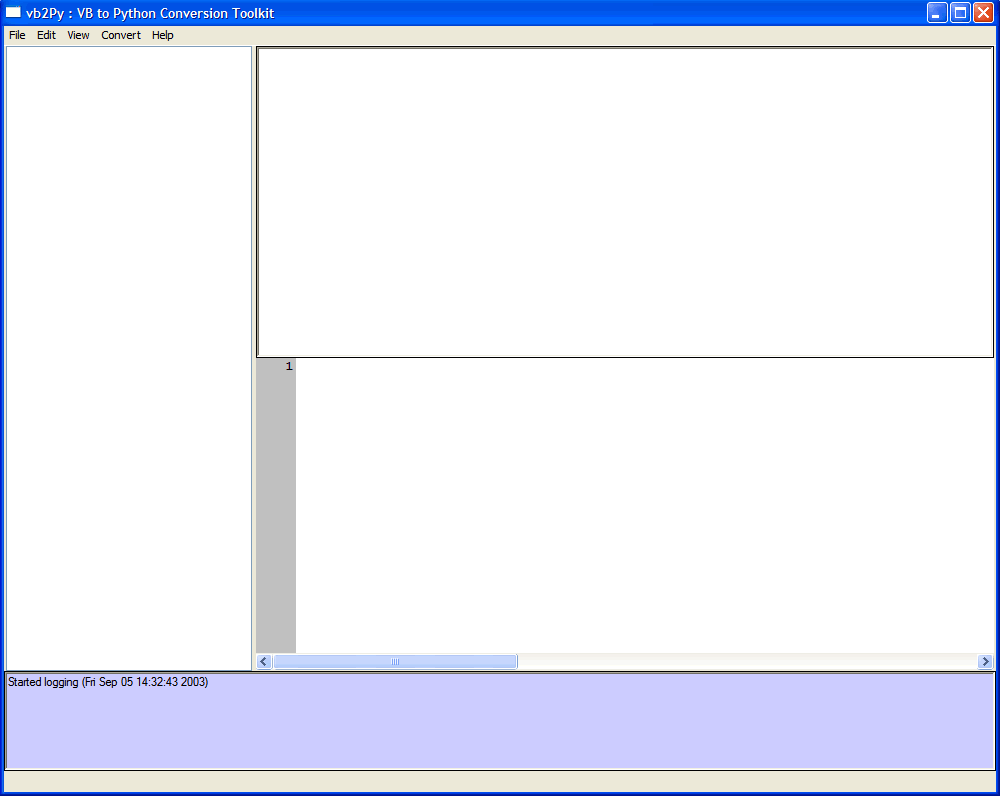 vb2Py : VB to Python Conversion Toolkit
File Edit View Convert Help
1
Started logging (Fri Sep 05 14:32:43 2003)